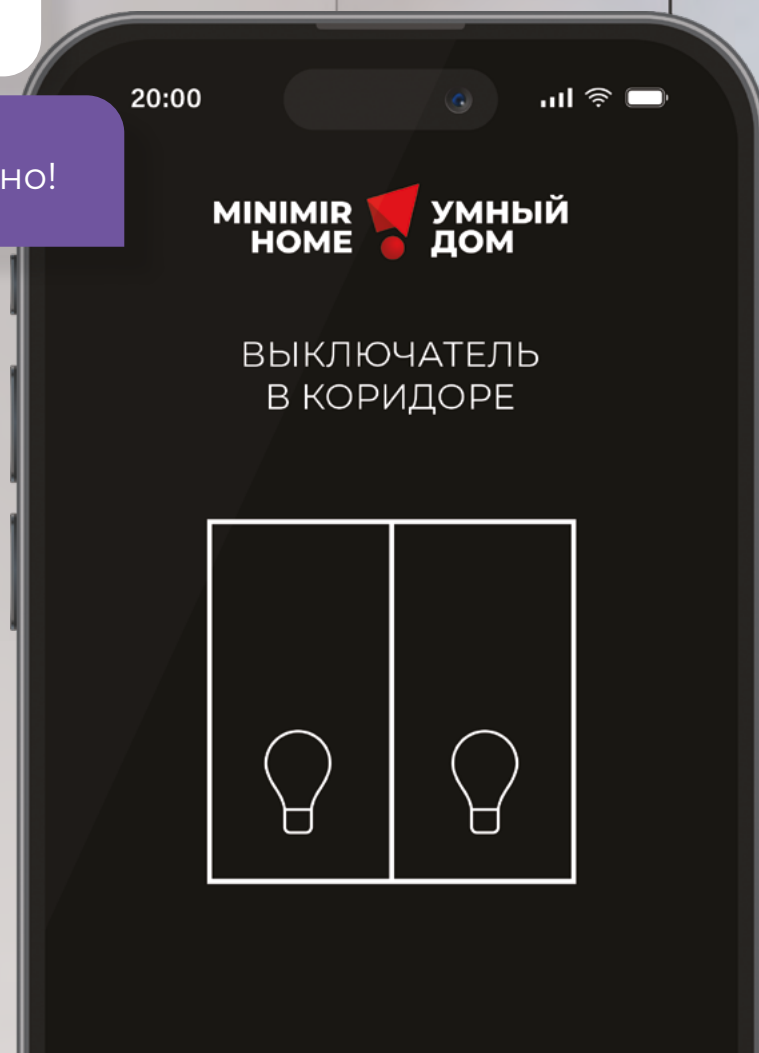 20:00
но!
MINIMIR
HOME
УМНЫЙ
ДОМ
ВЫКЛЮЧАТЕЛЬ
В КОРИДОРЕ